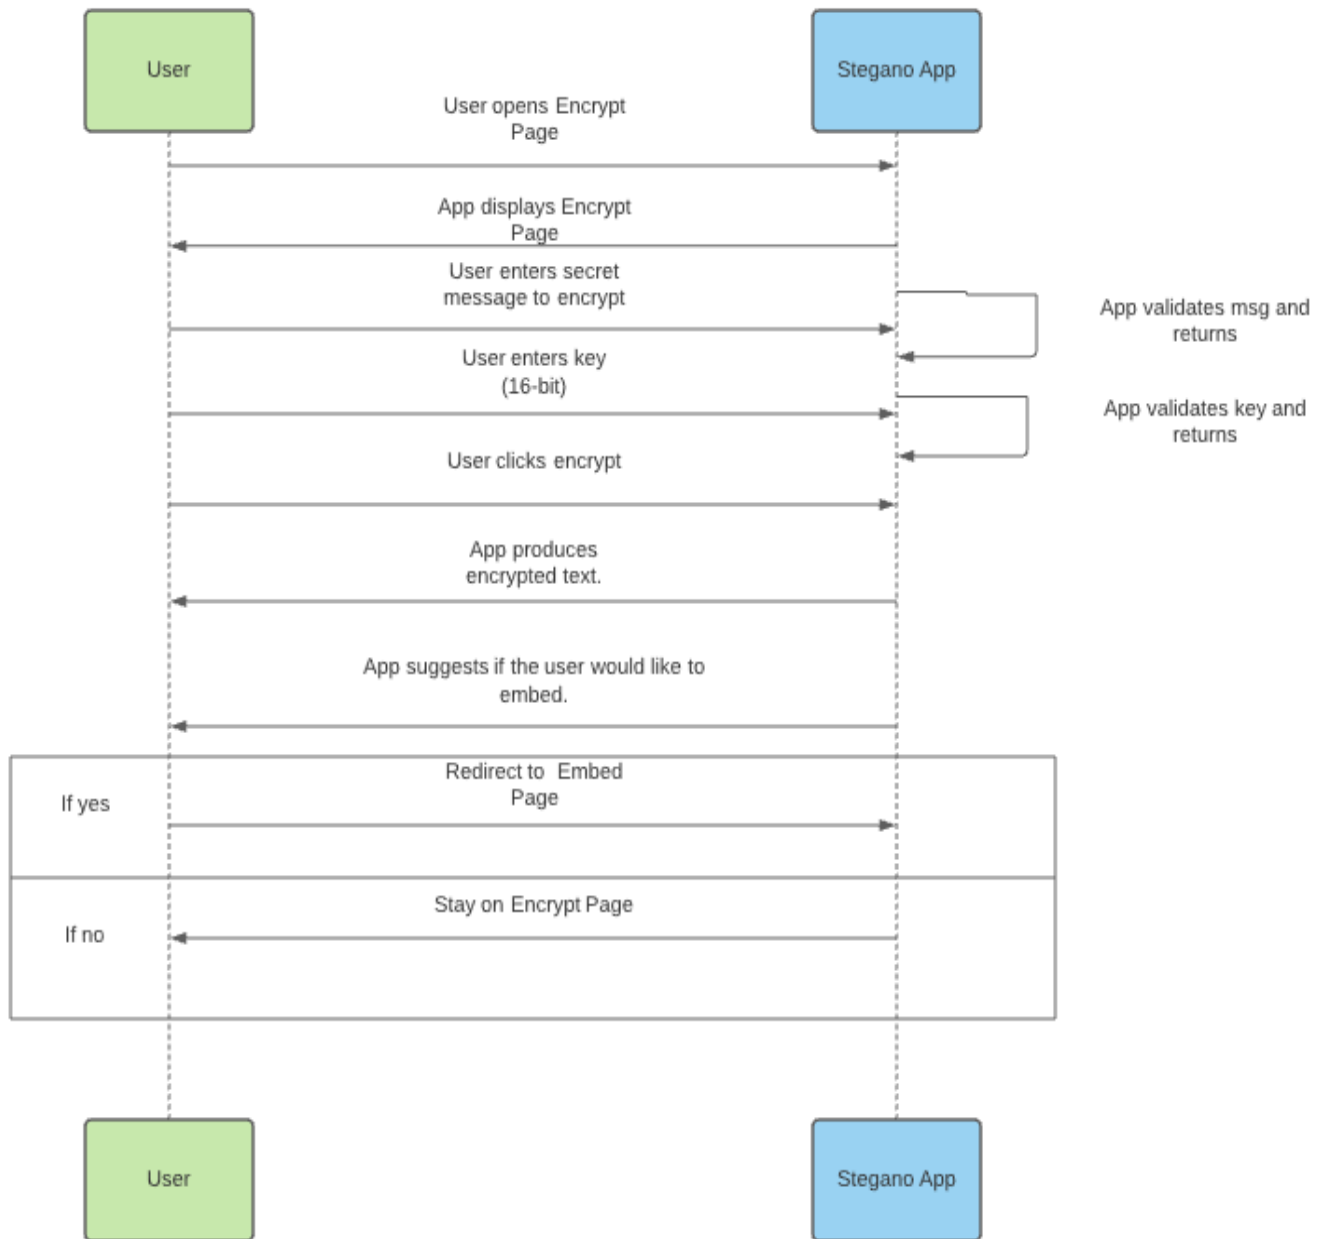 User
Stegano App
User opens Encrypt
Page
App displays Encrypt
Page
User enters secret
message to encrypt
App validates msg and
returns
User enters key
(16-bit)
App validates key and
returns
User clicks encrypt
App produces
encrypted text.
App suggests if the user would like to
embed.
If yes
Redirect to Embed
Page
If no
Stay on Encrypt Page
User
Stegano App